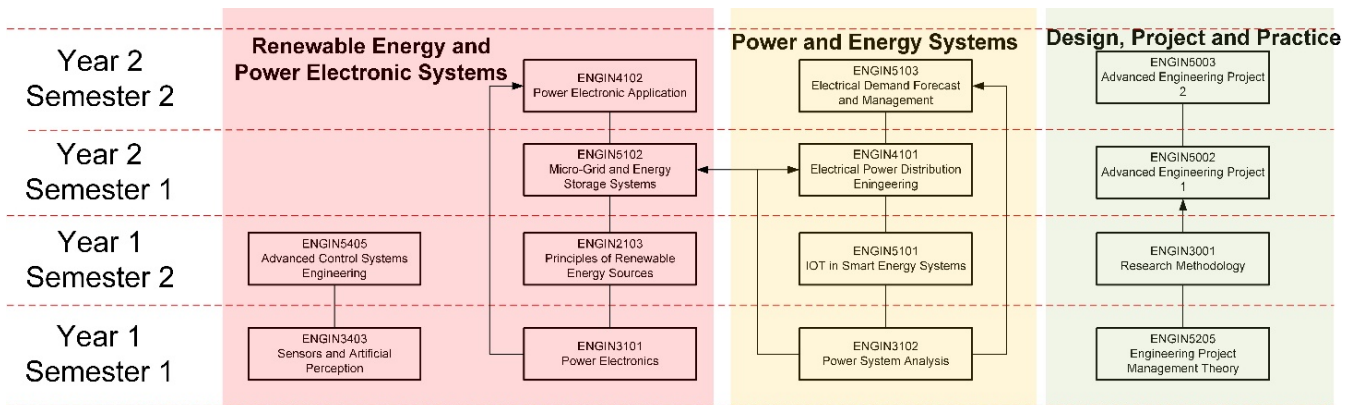 Renewable Energy and
Power Electronic Systems
Power and Energy Systems
Design, Project and Practice
Year 2
Semester 2
ENGIN4102
Power Electronic Application
ENGIN5103
Electrical Demand Forecast
and Management
ENGIN5003
Advanced Engineering Project
2
Year 2
Semester 1
ENGIN5102
Micro-Grid and Energy
Storage Systems
ENGIN4101
Electrical Power Distribution
Eningeering
ENGIN5002
Advanced Engineering Project
1
Year 1
Semester 2
ENGIN5405
Advanced Control Systems
Engineering
ENGIN2103
Principles of Renewable
Energy Sources
ENGIN5101
IOT in Smart Energy Systems
ENGIN3001
Research Methodology
Year 1
Semester 1
ENGIN3403
Sensors and Artificial
Perception
ENGIN3101
Power Electronics
ENGIN3102
Power System Analysis
ENGIN5205
Engineering Project
Management Theory